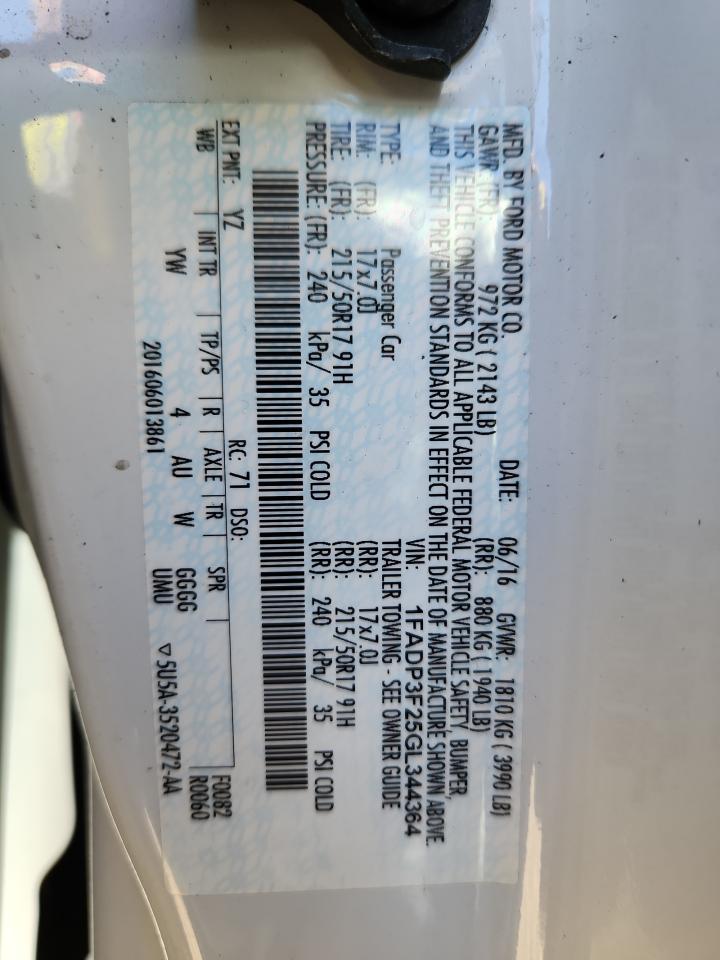 MFD. BY FORD MOTOR CO. DATE: 06/16 GVWR: 1810 KG ( 3990 LB)
GAWR (FR): 972 KG ( 2143 LB) (RR): 880 KG ( 1940 LB)
THIS VEHICLE CONFORMS TO ALL APPLICABLE FEDERAL MOTOR VEHICLE SAFETY, BUMPER,
AND THEFT PREVENTION STANDARDS IN EFFECT ON THE DATE OF MANUFACTURE SHOWN ABOVE.
VIN: 1FADP3F25GL344364
TYPE: Passenger Car TRAILER TOWING - SEE OWNER GUIDE
RIM: (FR): 17x7.0J (RR): 17x7.0J
TIRE: (FR): 215/50R17 91H (RR): 215/50R17 91H
PRESSURE: (FR): 240 kPa/ 35 PSI COLD (RR): 240 kPa/ 35 PSI COLD
EXT PNT: YZ RC: 71 DSO: F0082
WB | INT TR | TP/PS | R | AXLE | TR | SPR | R0060
YW 4 AU W GGGG
UMU
201606013861 ▽5U5A-3520472-AA